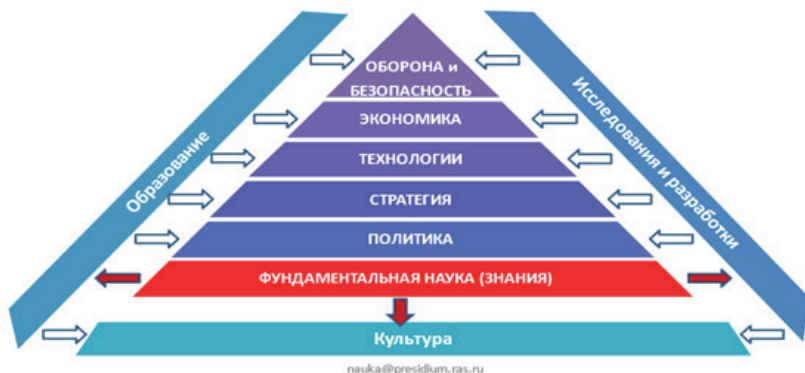 ОБОРОНА и
БЕЗОПАСНОСТЬ
ЭКОНОМИКА
ТЕХНОЛОГИИ
СТРАТЕГИЯ
ПОЛИТИКА
ФУНДАМЕНТАЛЬНАЯ НАУКА (ЗНАНИЯ)
Образование
Исследования и разработки
Культура
nauka@presidium.ras.ru